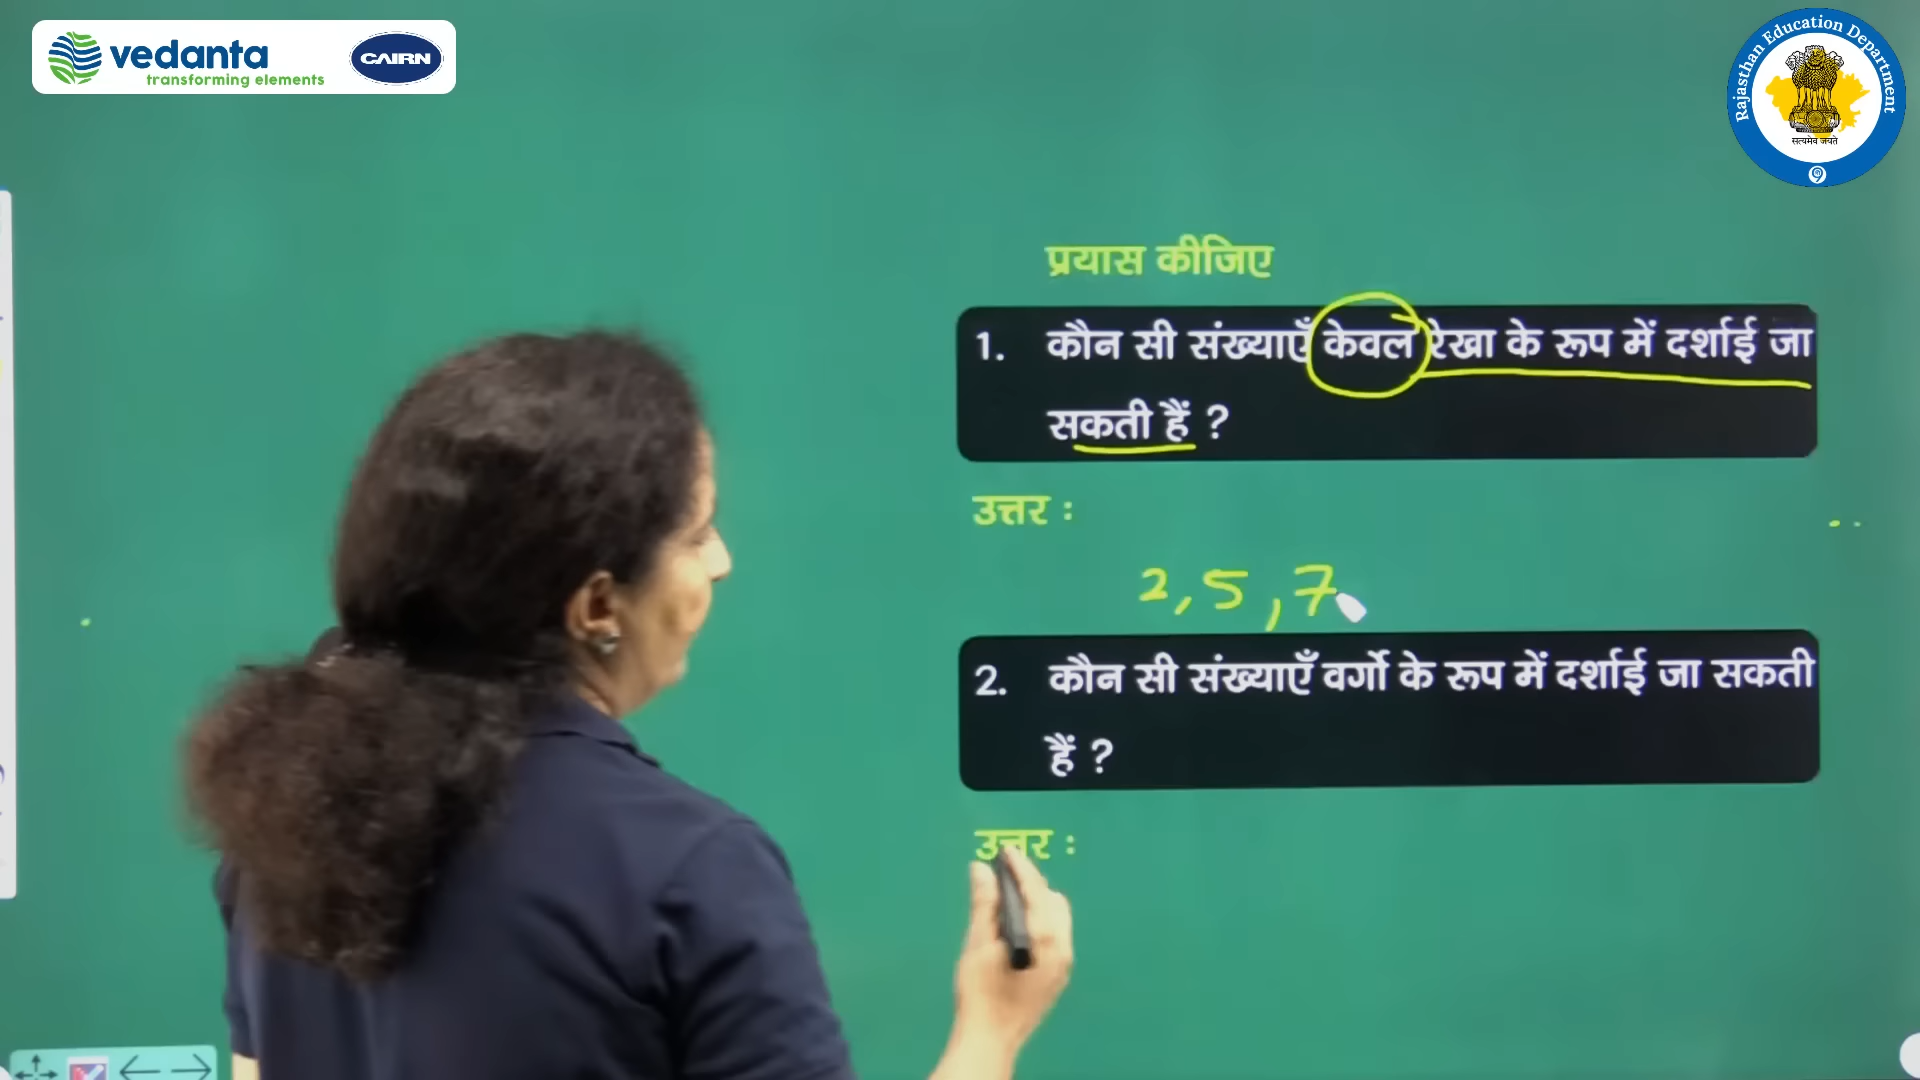 vedanta
transforming elements
CAIRN
Rajasthan Education Department
सत्यमेव जयते
प्रयास कीजिए
1. कौन सी संख्याएँ केवल रेखा के रूप में दर्शाई जा
सकती हैं ?
उत्तर :
2, 5, 7
2. कौन सी संख्याएँ वर्गो के रूप में दर्शाई जा सकती
हैं ?
उत्तर :